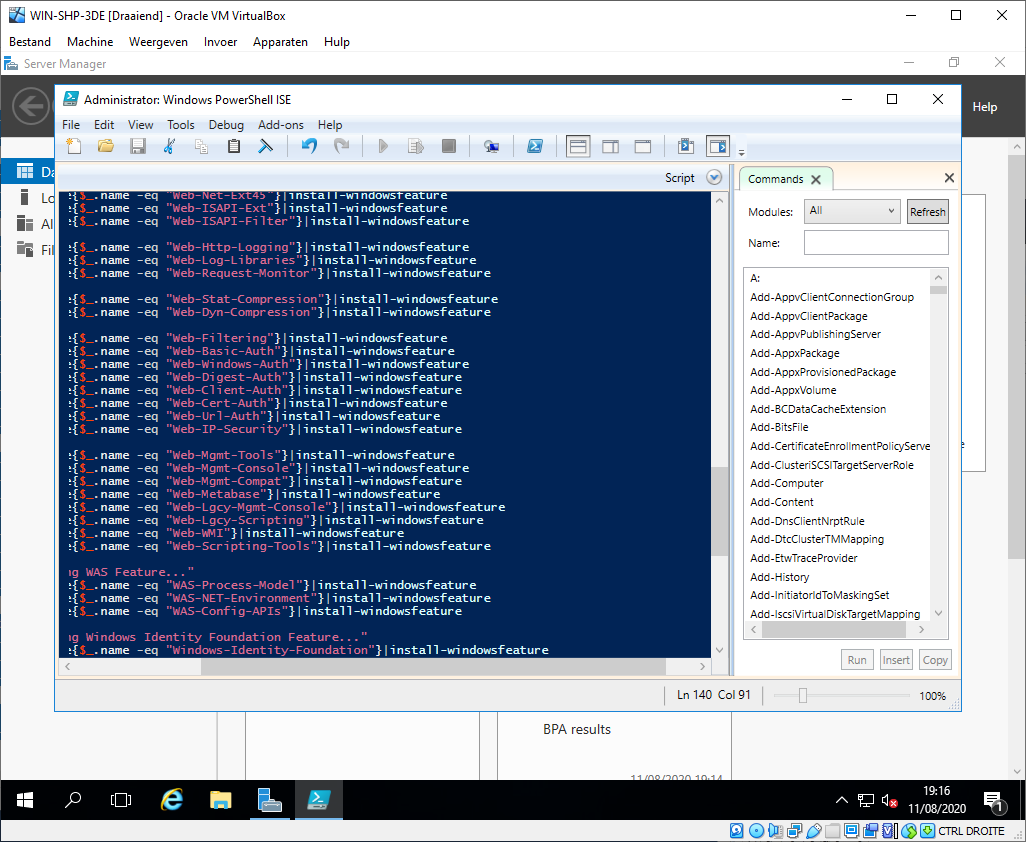 WIN-SHP-3DE [Draaiend] - Oracle VM VirtualBox
Bestand Machine Weergeven Invoer Apparaten Hulp
Server Manager
Help
Administrator: Windows PowerShell ISE
File Edit View Tools Debug Add-ons Help
Script
:{$_.name -eq "Web-Net-Ext45"}|install-windowsfeature
:{$_.name -eq "Web-ISAPI-Ext"}|install-windowsfeature
:{$_.name -eq "Web-ISAPI-Filter"}|install-windowsfeature
:{$_.name -eq "Web-Http-Logging"}|install-windowsfeature
:{$_.name -eq "Web-Log-Libraries"}|install-windowsfeature
:{$_.name -eq "Web-Request-Monitor"}|install-windowsfeature
:{$_.name -eq "Web-Stat-Compression"}|install-windowsfeature
:{$_.name -eq "Web-Dyn-Compression"}|install-windowsfeature
:{$_.name -eq "Web-Filtering"}|install-windowsfeature
:{$_.name -eq "Web-Basic-Auth"}|install-windowsfeature
:{$_.name -eq "Web-Windows-Auth"}|install-windowsfeature
:{$_.name -eq "Web-Digest-Auth"}|install-windowsfeature
:{$_.name -eq "Web-Client-Auth"}|install-windowsfeature
:{$_.name -eq "Web-Cert-Auth"}|install-windowsfeature
:{$_.name -eq "Web-Url-Auth"}|install-windowsfeature
:{$_.name -eq "Web-IP-Security"}|install-windowsfeature
:{$_.name -eq "Web-Mgmt-Tools"}|install-windowsfeature
:{$_.name -eq "Web-Mgmt-Console"}|install-windowsfeature
:{$_.name -eq "Web-Mgmt-Compat"}|install-windowsfeature
:{$_.name -eq "Web-Metabase"}|install-windowsfeature
:{$_.name -eq "Web-Lgcy-Mgmt-Console"}|install-windowsfeature
:{$_.name -eq "Web-Lgcy-Scripting"}|install-windowsfeature
:{$_.name -eq "Web-WMI"}|install-windowsfeature
:{$_.name -eq "Web-Scripting-Tools"}|install-windowsfeature
ng WAS Feature..."
:{$_.name -eq "WAS-Process-Model"}|install-windowsfeature
:{$_.name -eq "WAS-NET-Environment"}|install-windowsfeature
:{$_.name -eq "WAS-Config-APIs"}|install-windowsfeature
ng Windows Identity Foundation Feature..."
:{$_.name -eq "Windows-Identity-Foundation"}|install-windowsfeature
Commands
Modules: All Refresh
Name:
A:
Add-AppvClientConnectionGroup
Add-AppvClientPackage
Add-AppvPublishingServer
Add-AppxPackage
Add-AppxProvisionedPackage
Add-AppxVolume
Add-BCDataCacheExtension
Add-BitsFile
Add-CertificateEnrollmentPolicyServe
Add-ClusteriSCSITargetServerRole
Add-Computer
Add-Content
Add-DnsClientNrptRule
Add-DtcClusterTMMapping
Add-EtwTraceProvider
Add-History
Add-InitiatorIdToMaskingSet
Add-IscsiVirtualDiskTargetMapping
Run Insert Copy
Ln 140 Col 91 100%
Da
Lo
Al
Fil
BPA results
11/08/2020 19:14
19:16
11/08/2020
1
CTRL DROITE